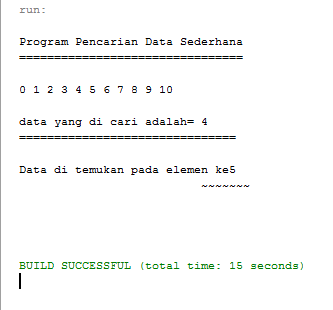 run:
Program Pencarian Data Sederhana
================================
0 1 2 3 4 5 6 7 8 9 10
data yang di cari adalah= 4
===============================
Data di temukan pada elemen ke5
~~~~~~~
BUILD SUCCESSFUL (total time: 15 seconds)